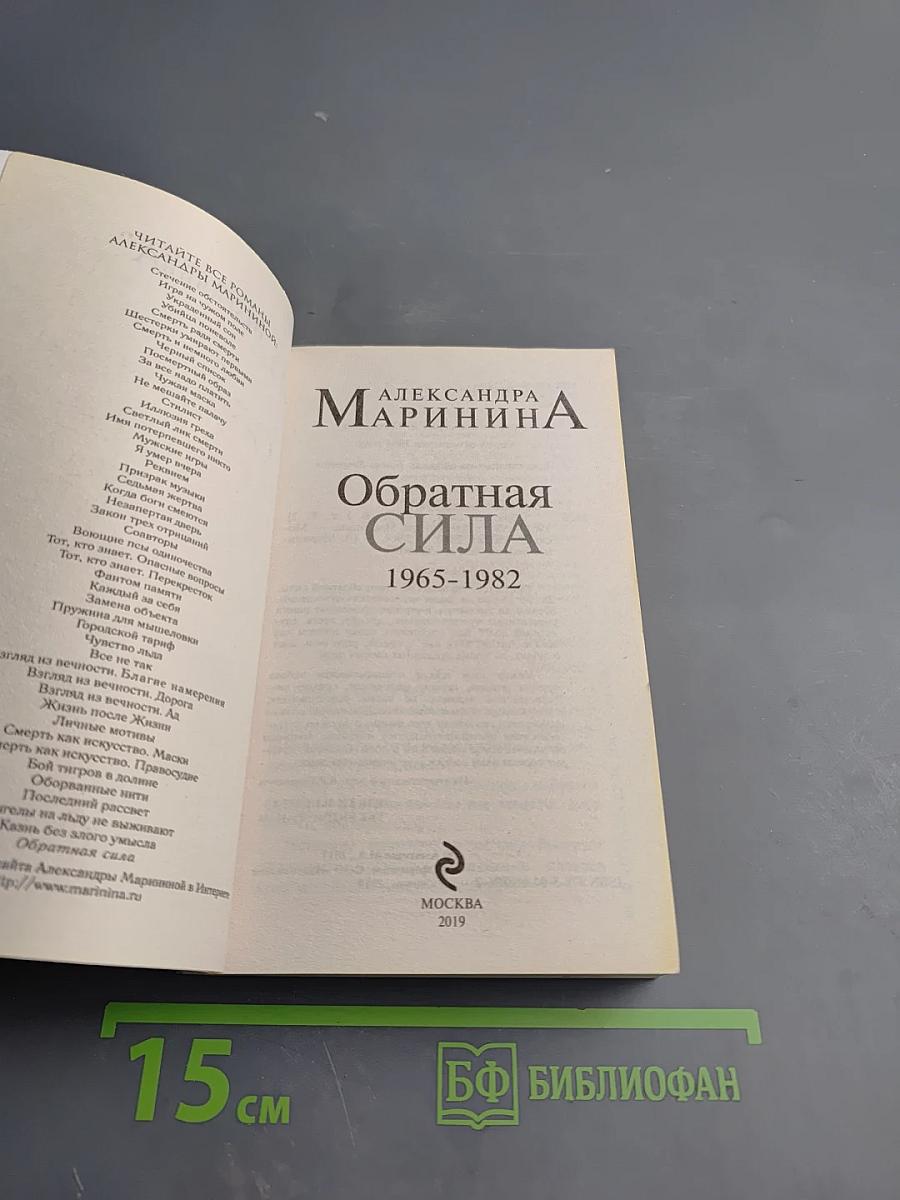 ЧИТАЙТЕ ВСЕ РОМАНЫ
АЛЕКСАНДРЫ МАРИНИНОЙ:
Стечение обстоятельств
Игра на чужом поле
Украденный сон
Убийца поневоле
Смерть ради смерти
Шестерки умирают первыми
Смерть и немного любви
Черный список
Посмертный образ
За все надо платить
Чужая маска
Не мешайте палачу
Стилист
Иллюзия греха
Светлый лик смерти
Имя потерпевшего никто
Мужские игры
Я умер вчера
Реквием
Призрак музыки
Седьмая жертва
Когда боги смеются
Незапертая дверь
Закон трех отрицаний
Соавторы
Воющие псы одиночества
Тот, кто знает. Опасные вопросы
Тот, кто знает. Перекресток
Фантом памяти
Каждый за себя
Замена объекта
Пружина для мышеловки
Городской тариф
Чувство льда
Все не так
згляд из вечности. Благие намерения
Взгляд из вечности. Дорога
Взгляд из вечности. Ад
Жизнь после Жизни
Личные мотивы
Смерть как искусство. Маски
мерть как искусство. Правосудие
Бой тигров в долине
Оборванные нити
Последний рассвет
нгелы на льду не выживают
Казнь без злого умысла
Обратная сила
сайта Александры Марининой в Интернет
tp://www.marinina.ru
АЛЕКСАНДРА
МАРИНИНА
Обратная
СИЛА
1965-1982
МОСКВА
2019
15 см
БФ БИБЛИОФАН